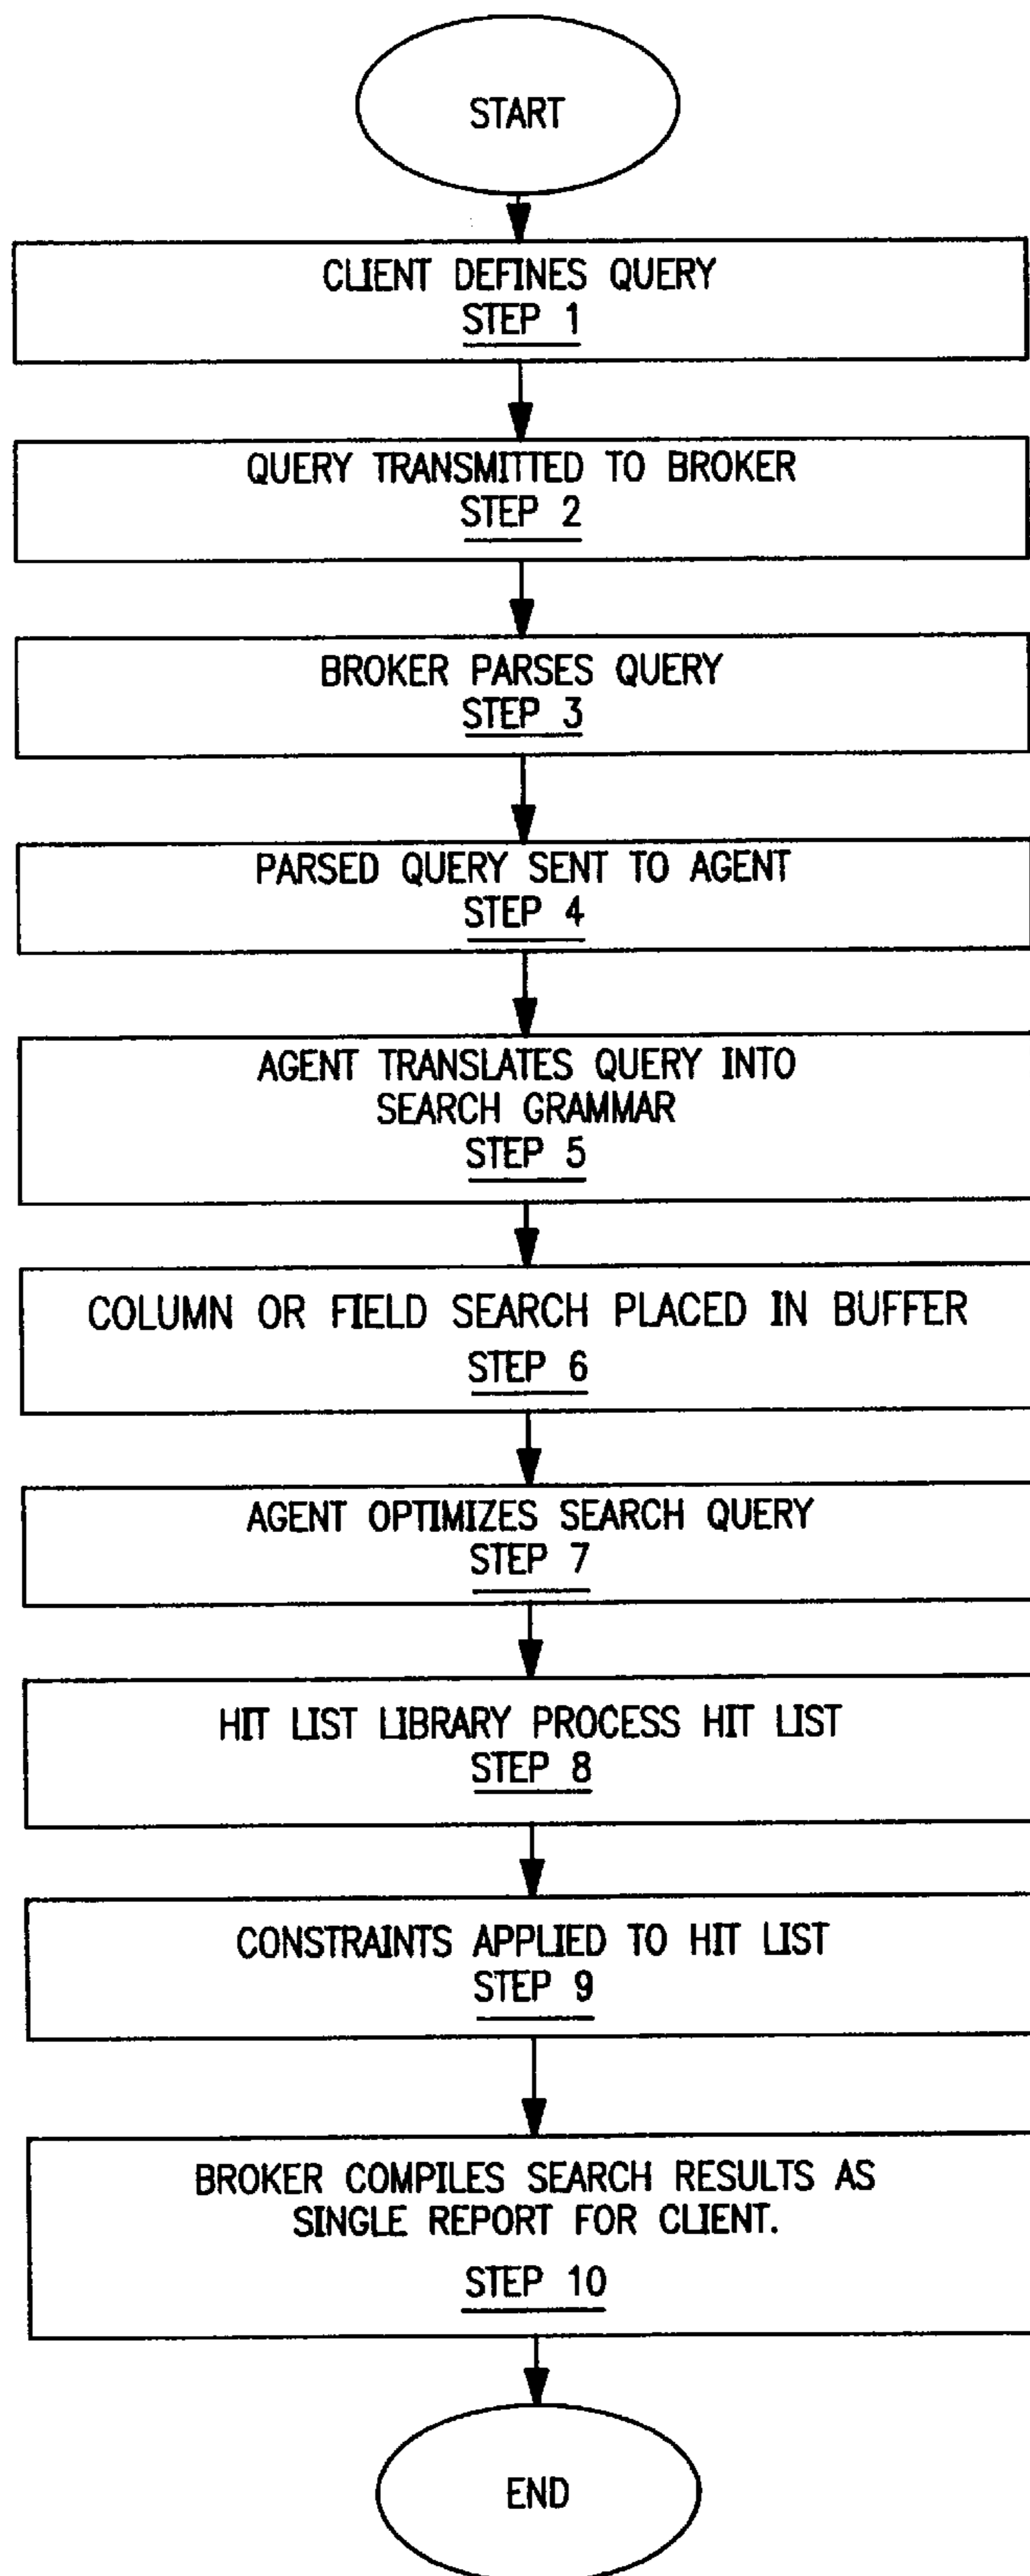 START
CLIENT DEFINES QUERY
STEP 1
QUERY TRANSMITTED TO BROKER
STEP 2
BROKER PARSES QUERY
STEP 3
PARSED QUERY SENT TO AGENT
STEP 4
AGENT TRANSLATES QUERY INTO
SEARCH GRAMMAR
STEP 5
COLUMN OR FIELD SEARCH PLACED IN BUFFER
STEP 6
AGENT OPTIMIZES SEARCH QUERY
STEP 7
HIT LIST LIBRARY PROCESS HIT LIST
STEP 8
CONSTRAINTS APPLIED TO HIT LIST
STEP 9
BROKER COMPILES SEARCH RESULTS AS
SINGLE REPORT FOR CLIENT.
STEP 10
END